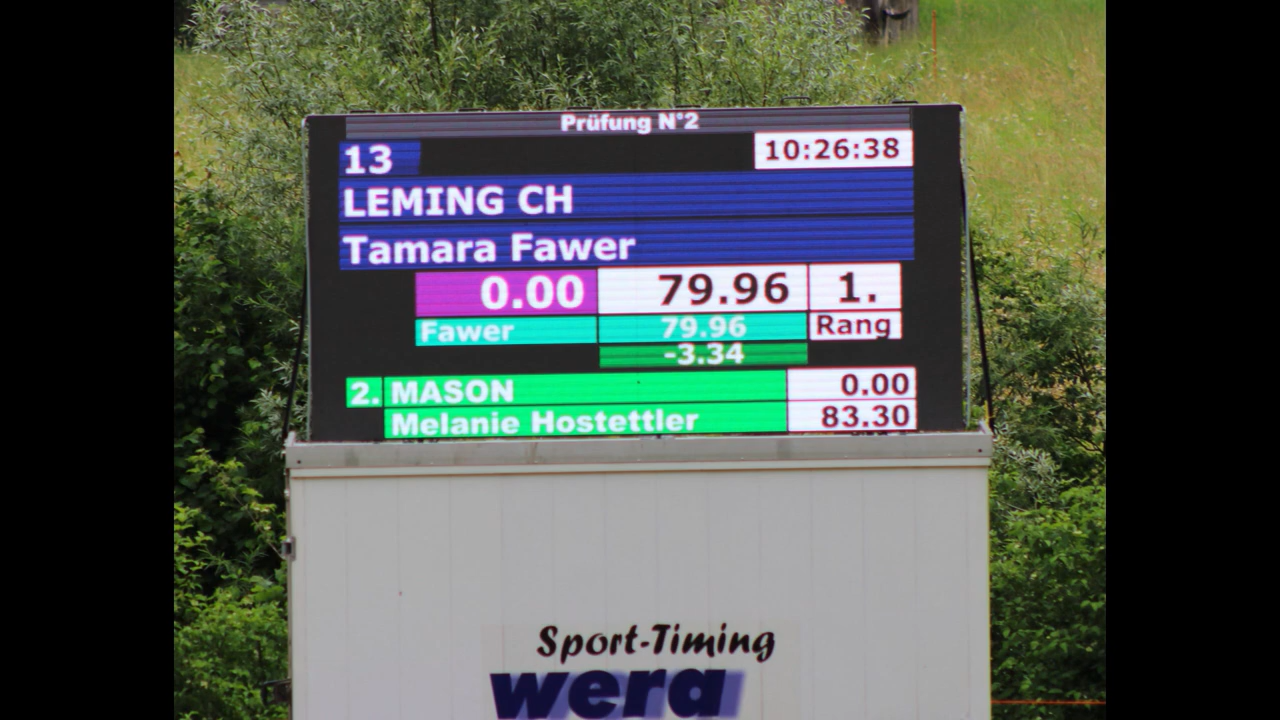 Prüfung N°2
13 10:26:38
LEMING CH
Tamara Fawer
0.00 79.96 1.
Fawer 79.96 Rang
-3.34
2. MASON 0.00
Melanie Hostettler 83.30
Sport-Timing
wera